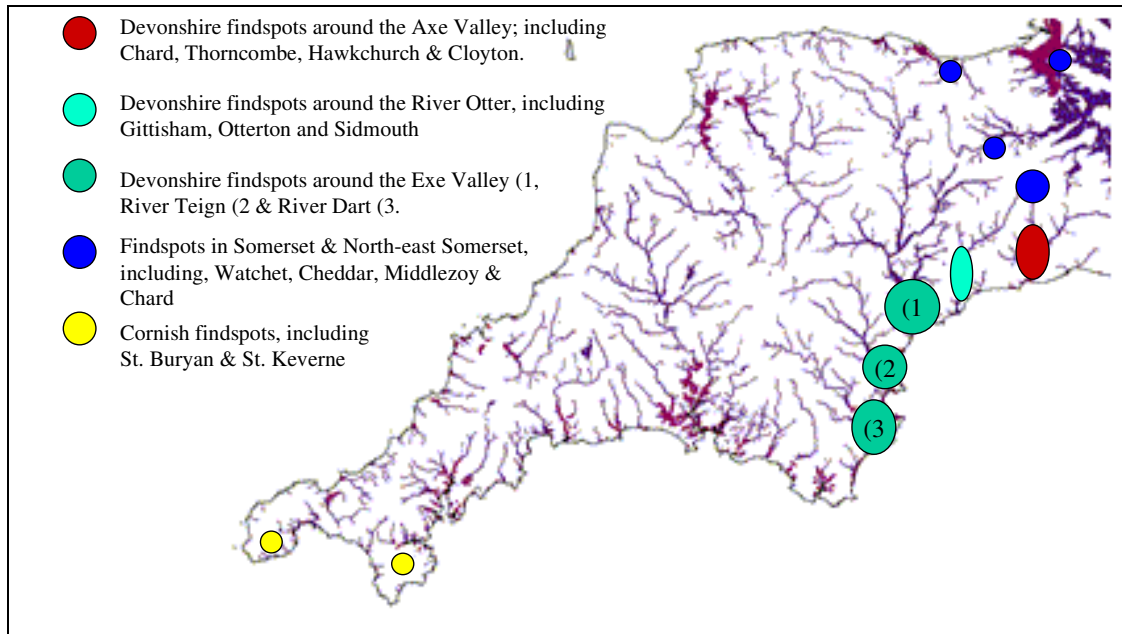 Devonshire findspots around the Axe Valley; including
Chard, Thorncombe, Hawkchurch & Cloyton.
Devonshire findspots around the River Otter, including
Gittisham, Otterton and Sidmouth
Devonshire findspots around the Exe Valley (1,
River Teign (2 & River Dart (3.
Findspots in Somerset & North-east Somerset,
including, Watchet, Cheddar, Middlezoy &
Chard
Cornish findspots, including
St. Buryan & St. Keverne
(1
(2
(3